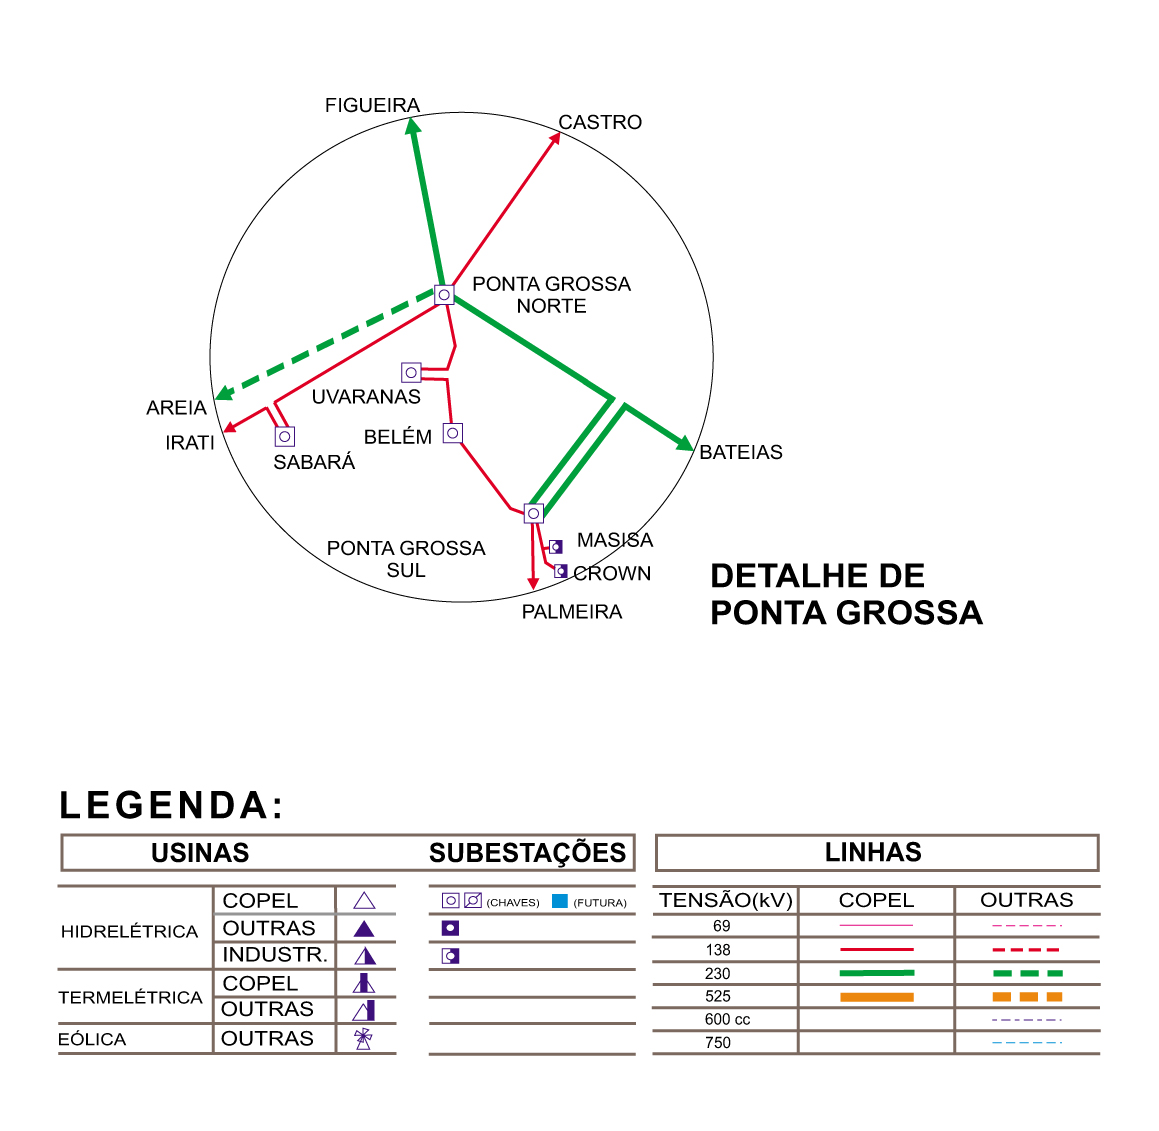 FIGUEIRA
CASTRO
PONTA GROSSA
NORTE
UVARANAS
AREIA
IRATI
BELÉM
SABARÁ
BATEIAS
PONTA GROSSA
SUL
MASISA
CROWN
PALMEIRA
DETALHE DE
PONTA GROSSA
LEGENDA:
USINAS SUBESTAÇÕES LINHAS
HIDRELÉTRICA
COPEL
OUTRAS
INDUSTR.
TERMELÉTRICA
COPEL
OUTRAS
EÓLICA OUTRAS
(CHAVES) (FUTURA)
TENSÃO(kV) COPEL OUTRAS
69
138
230
525
600 cc
750